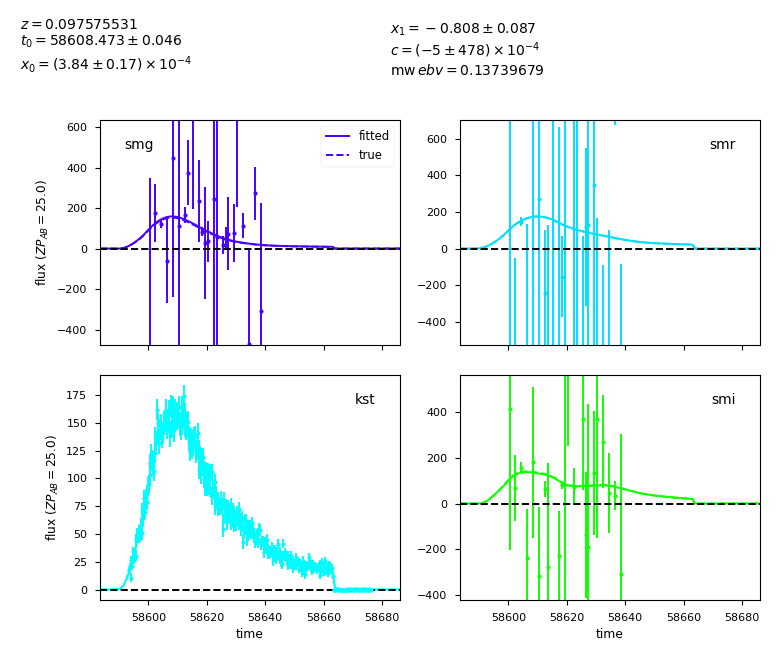 z = 0.097575531
t₀ = 58608.473 ± 0.046
x₀ = (3.84 ± 0.17) × 10⁻⁴
x₁ = −0.808 ± 0.087
c = (−5 ± 478) × 10⁻⁴
mw ebv = 0.13739679
smg
fitted
true
600
400
200
0
−200
−400
flux (ZP_AB = 25.0)
smr
600
400
200
0
−200
−400
kst
175
150
125
100
75
50
25
0
flux (ZP_AB = 25.0)
58600 58620 58640 58660 58680
time
smi
400
200
0
−200
−400
58600 58620 58640 58660 58680
time